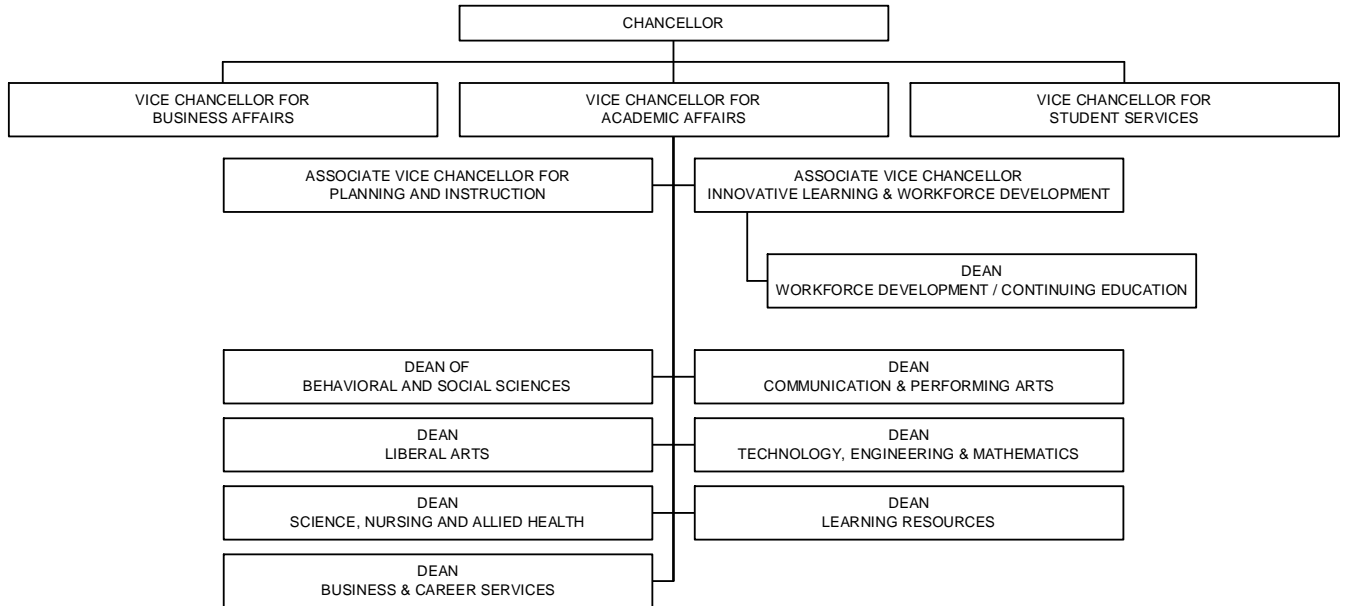 CHANCELLOR
VICE CHANCELLOR FOR
BUSINESS AFFAIRS
VICE CHANCELLOR FOR
ACADEMIC AFFAIRS
VICE CHANCELLOR FOR
STUDENT SERVICES
ASSOCIATE VICE CHANCELLOR FOR
PLANNING AND INSTRUCTION
ASSOCIATE VICE CHANCELLOR
INNOVATIVE LEARNING & WORKFORCE DEVELOPMENT
DEAN
WORKFORCE DEVELOPMENT / CONTINUING EDUCATION
DEAN OF
BEHAVIORAL AND SOCIAL SCIENCES
DEAN
COMMUNICATION & PERFORMING ARTS
DEAN
LIBERAL ARTS
DEAN
TECHNOLOGY, ENGINEERING & MATHEMATICS
DEAN
SCIENCE, NURSING AND ALLIED HEALTH
DEAN
LEARNING RESOURCES
DEAN
BUSINESS & CAREER SERVICES